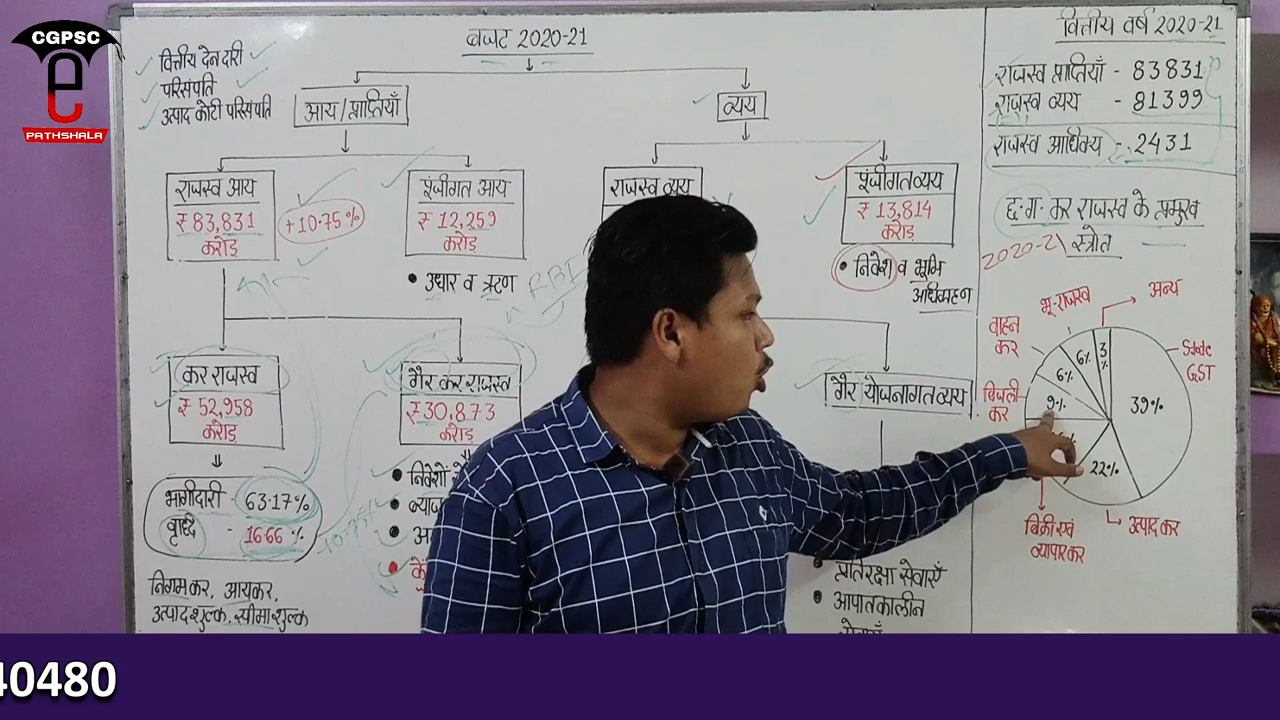 CGPSC
PATHSHALA
बजट 2020-21
वित्तीय देनदारी
परिसंपति
उत्पाद कोटी परिसंपति
आय/प्राप्तियाँ
व्यय
राजस्व आय
₹ 83,831
करोड़
+10.75%
पूंजीगत आय
₹ 12,259
करोड़
• उधार व ऋण
RBI
राजस्व व्यय
पूंजीगत व्यय
₹ 13,814
करोड़
• निवेश व भूमि
अधिग्रहण
कर राजस्व
₹ 52,958
करोड़
भागीदारी - 63.17%
वृद्धि - 16.66 %
निगम कर, आयकर,
उत्पाद शुल्क, सीमा शुल्क
गैर कर राजस्व
₹ 30,873
करोड़
• निवेशों
गैर योजनागत व्यय
• प्रतिरक्षा सेवाएँ
• आपातकालीन
वित्तीय वर्ष 2020-21
राजस्व प्राप्तियाँ - 83831
राजस्व व्यय - 81399
राजस्व आधिक्य - 2431
छ.ग. कर राजस्व के प्रमुख
स्त्रोत
2020-21
अन्य
भू-राजस्व
वाहन
कर
बिजली
कर
State
GST
3%
6%
6%
9%
39%
22%
उत्पाद कर
बिक्री एवं
व्यापार कर
40480